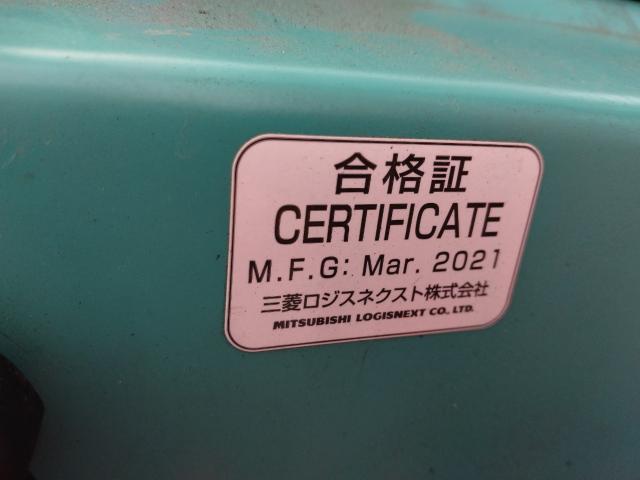 合格証
CERTIFICATE
M.F.G: Mar. 2021
三菱ロジスネクスト株式会社
MITSUBISHI LOGISNEXT CO., LTD.